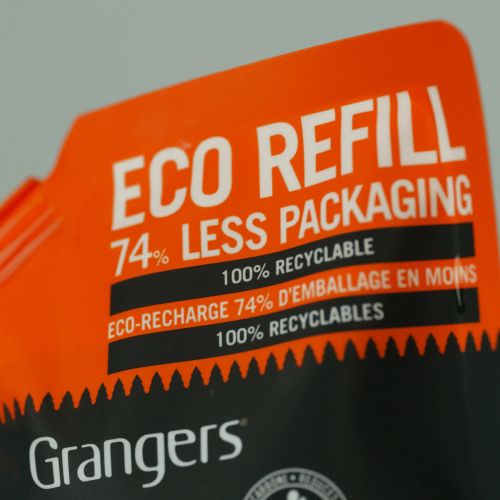 ECO REFILL
74% LESS PACKAGING
100% RECYCLABLE
ECO-RECHARGE 74% D'EMBALLAGE EN MOINS
100% RECYCLABLES
Grangers